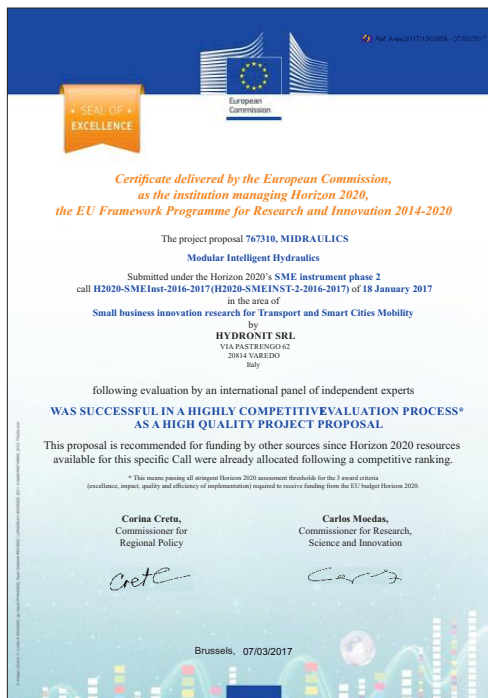 Ref. Ares(2017)1202659 - 07/03/2017
European
Commission
SEAL OF
EXCELLENCE
Certificate delivered by the European Commission,
as the institution managing Horizon 2020,
the EU Framework Programme for Research and Innovation 2014-2020
The project proposal 767310, MIDRAULICS
Modular Intelligent Hydraulics
Submitted under the Horizon 2020's SME instrument phase 2
call H2020-SMEInst-2016-2017(H2020-SMEINST-2-2016-2017) of 18 January 2017
in the area of
Small business innovation research for Transport and Smart Cities Mobility
by
HYDRONIT SRL
VIA PASTRENGO 62
20814 VAREDO
Italy
following evaluation by an international panel of independent experts
WAS SUCCESSFUL IN A HIGHLY COMPETITIVEEVALUATION PROCESS*
AS A HIGH QUALITY PROJECT PROPOSAL
This proposal is recommended for funding by other sources since Horizon 2020 resources
available for this specific Call were already allocated following a competitive ranking.
* This means passing all stringent Horizon 2020 assessment thresholds for the 3 award criteria
(excellence, impact, quality and efficiency of implementation) required to receive funding from the EU budget Horizon 2020.
Corina Cretu,
Commissioner for
Regional Policy
Carlos Moedas,
Commissioner for Research,
Science and Innovation
Brussels, 07/03/2017